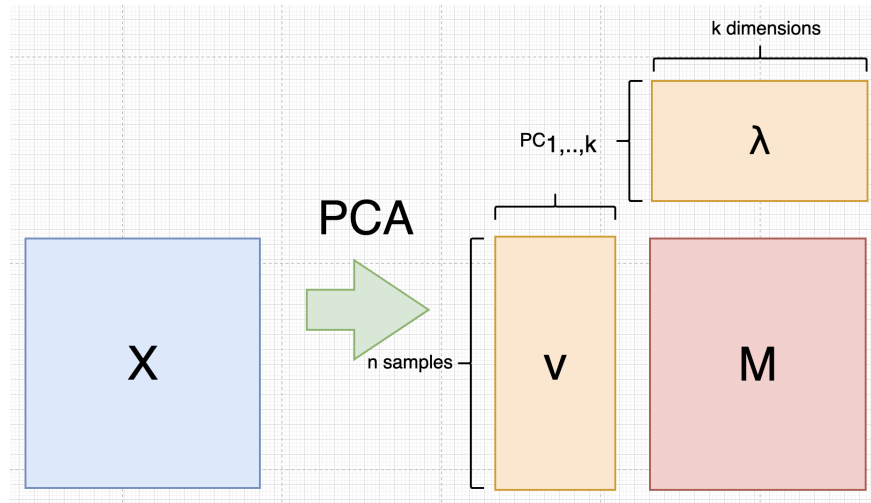 k dimensions
λ
PC1,..,k
PCA
X
n samples
v
M